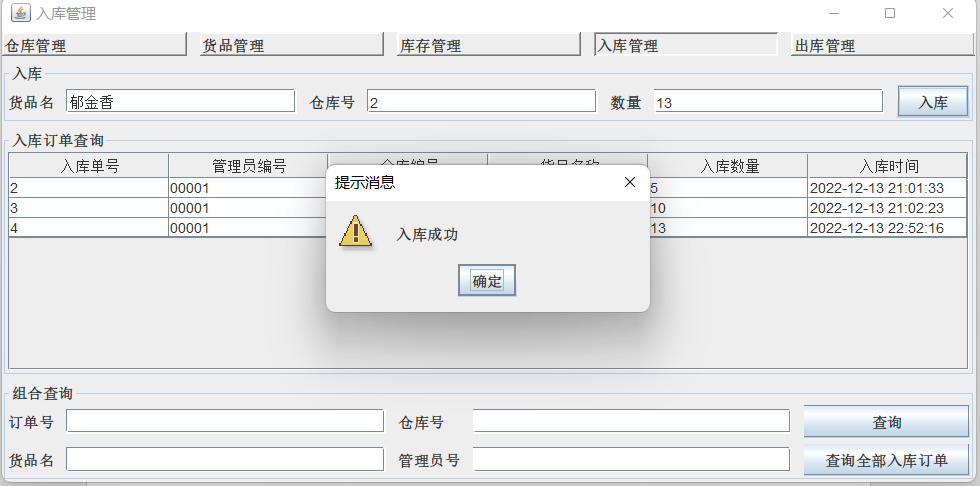 入库管理
仓库管理 货品管理 库存管理 入库管理 出库管理
入库
货品名 郁金香 仓库号 2 数量 13 入库
入库订单查询
入库单号 管理员编号 仓库编号 货品名称 入库数量 入库时间
2 00001 5 2022-12-13 21:01:33
3 00001 10 2022-12-13 21:02:23
4 00001 13 2022-12-13 22:52:16
提示消息
入库成功
确定
组合查询
订单号 仓库号 查询
货品名 管理员号 查询全部入库订单